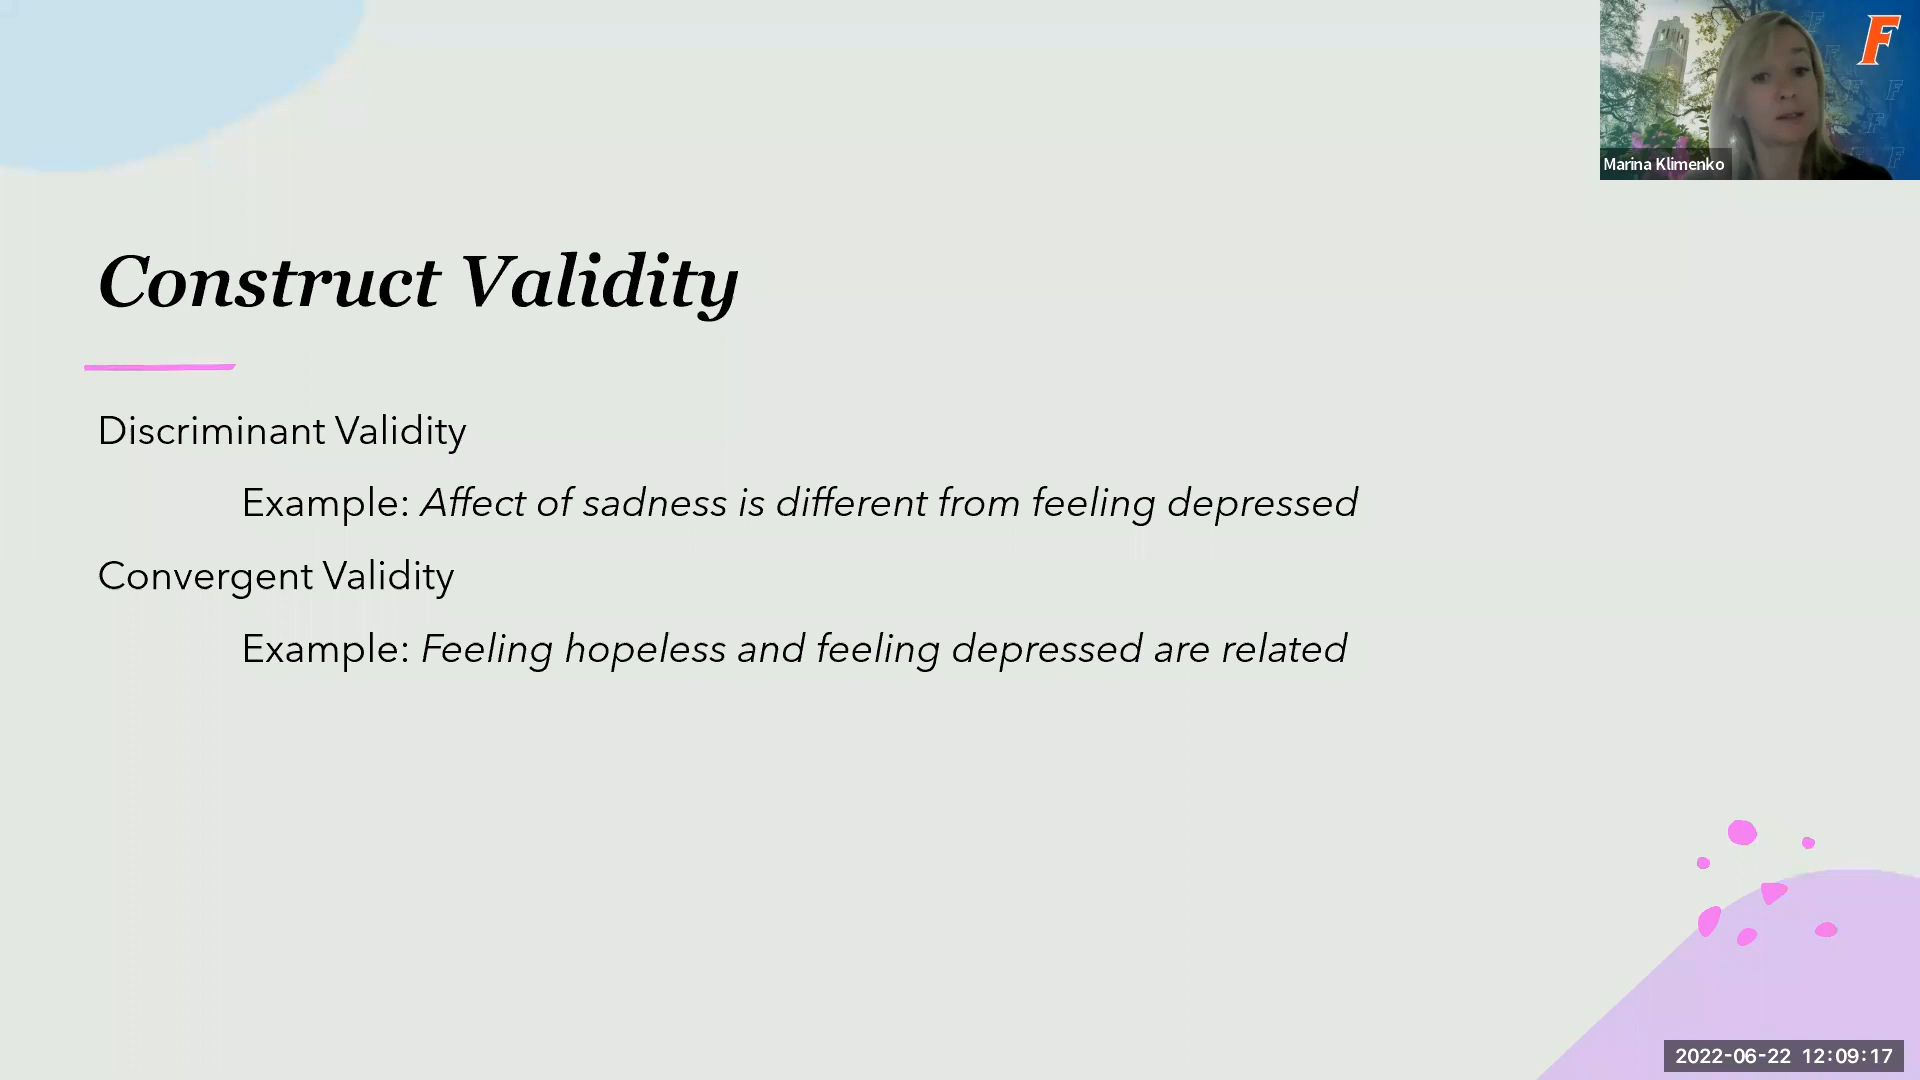 F
Marina Klimenko
Construct Validity
Discriminant Validity
Example: Affect of sadness is different from feeling depressed
Convergent Validity
Example: Feeling hopeless and feeling depressed are related
2022-06-22 12:09:17